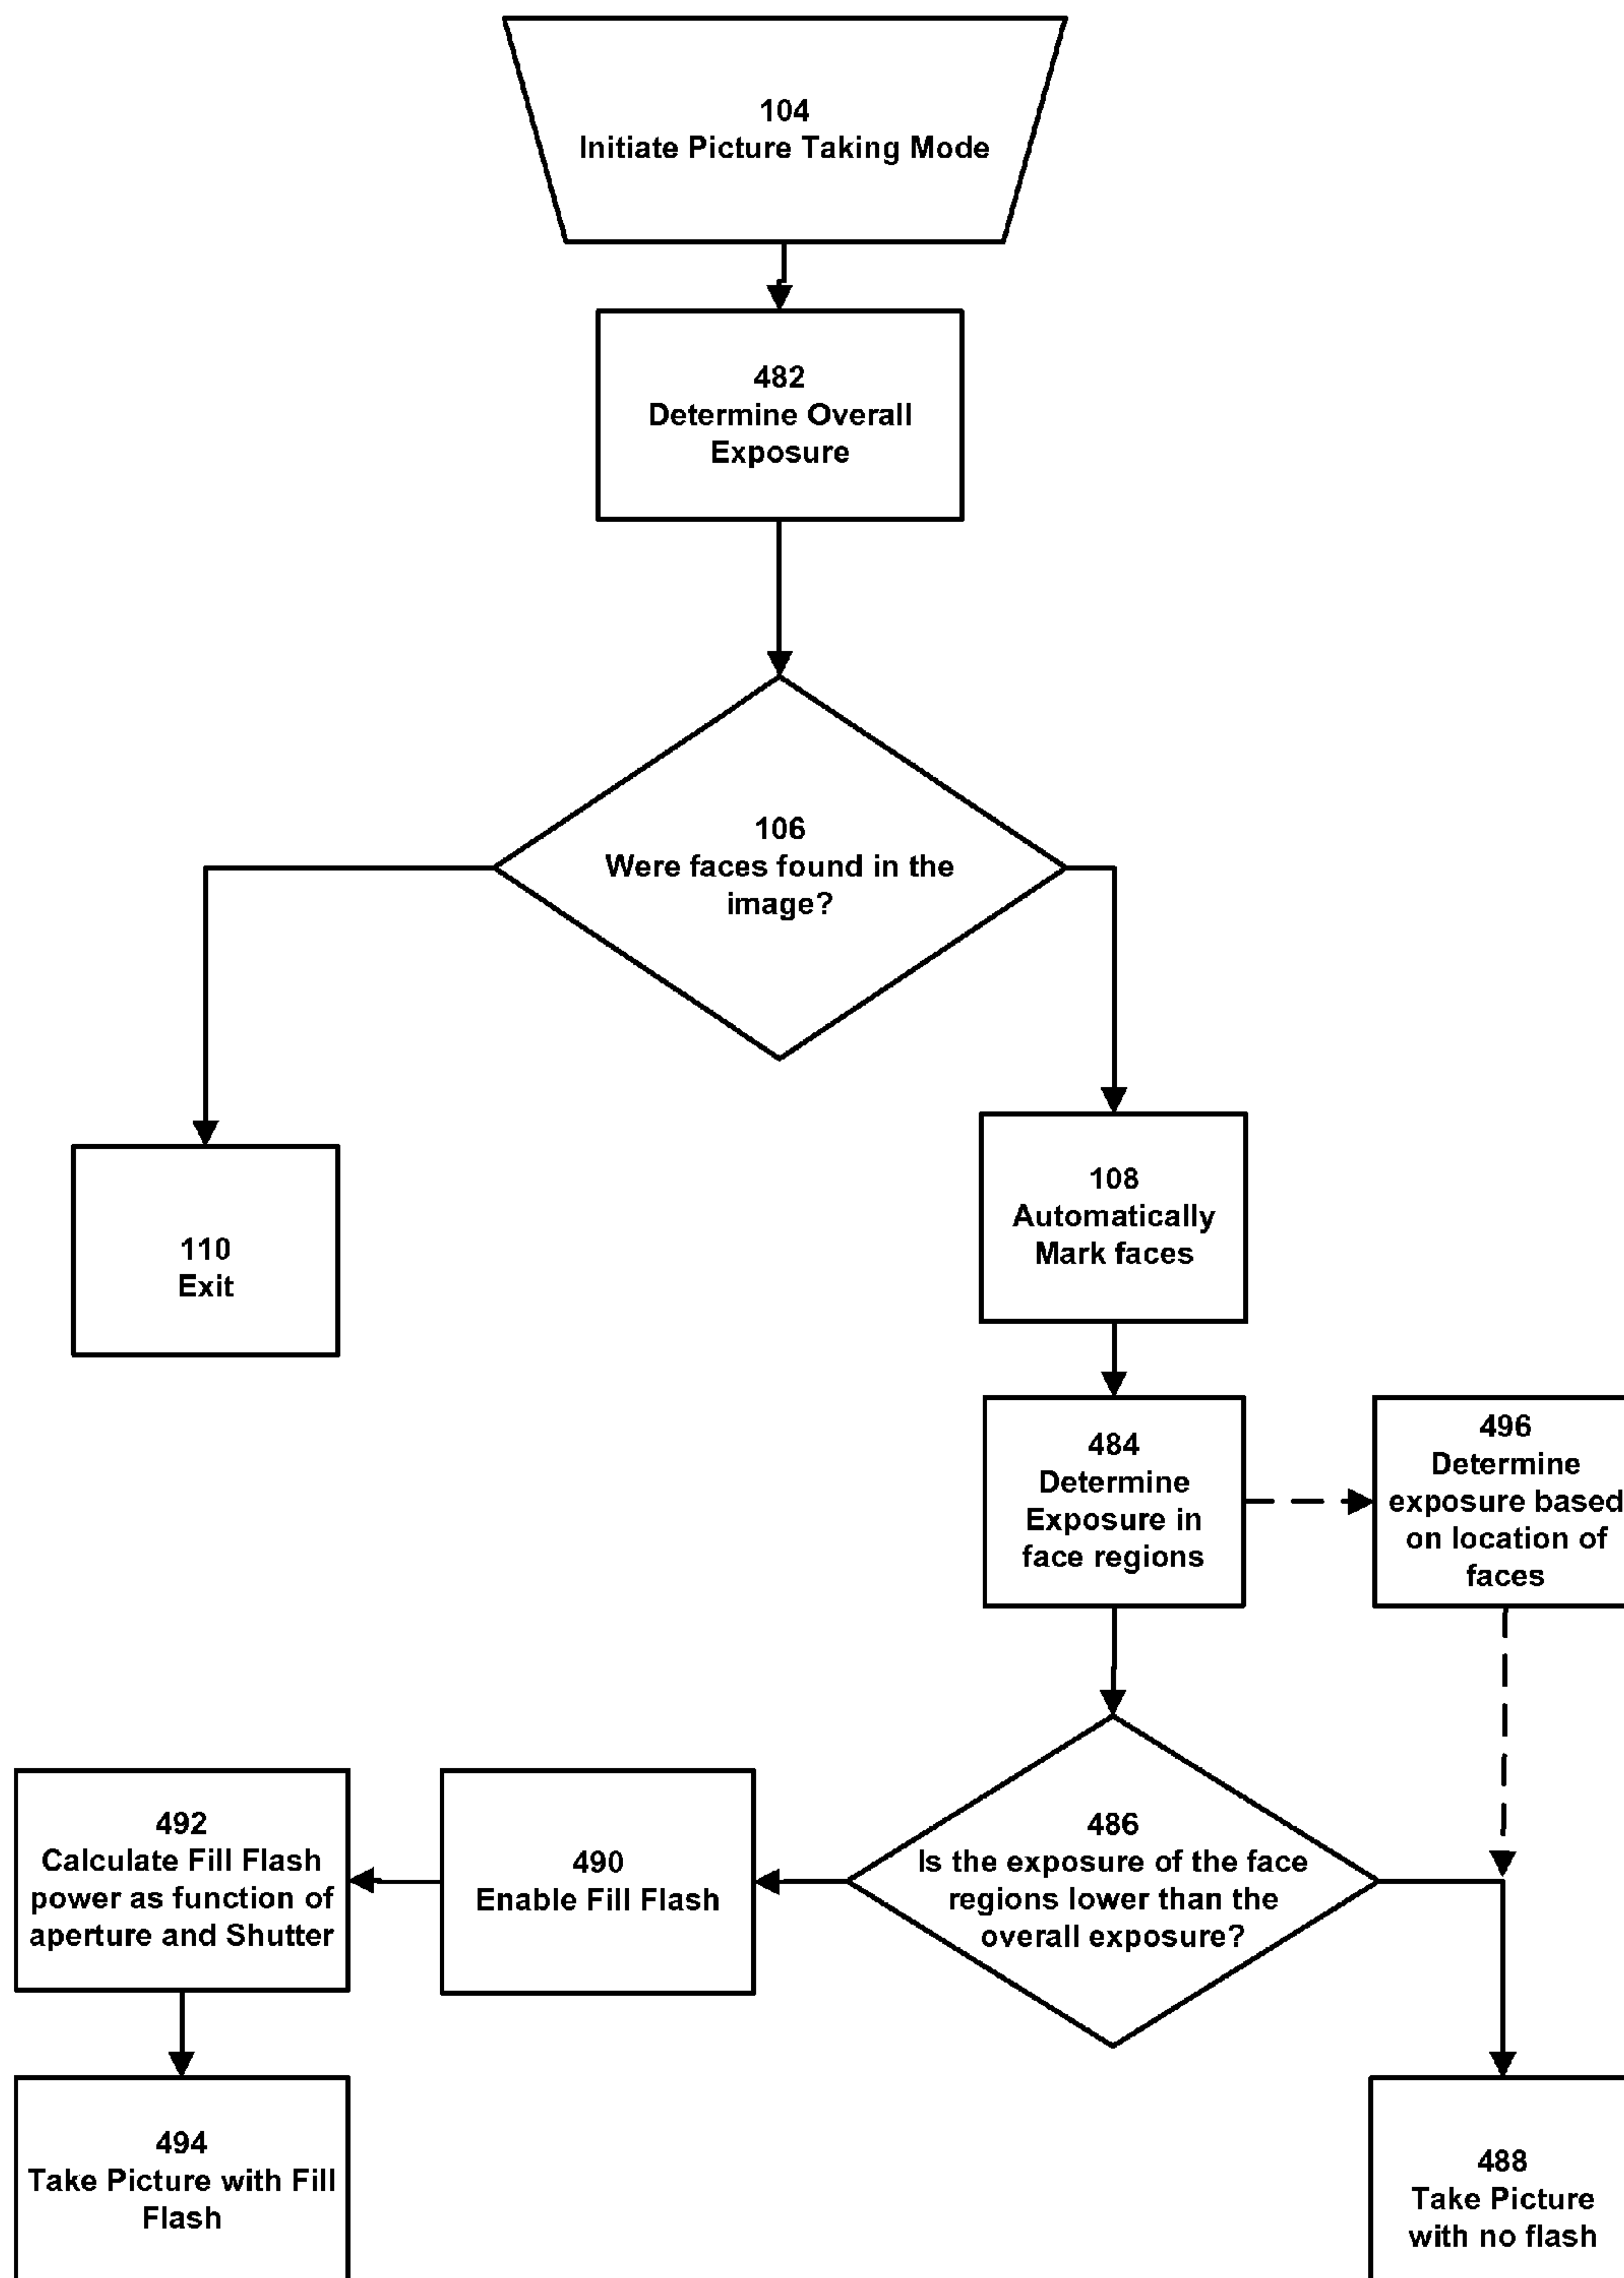 104
Initiate Picture Taking Mode
482
Determine Overall
Exposure
106
Were faces found in the
image?
108
Automatically
Mark faces
110
Exit
484
Determine
Exposure in
face regions
496
Determine
exposure based
on location of
faces
486
Is the exposure of the face
regions lower than the
overall exposure?
490
Enable Fill Flash
492
Calculate Fill Flash
power as function of
aperture and Shutter
494
Take Picture with Fill
Flash
488
Take Picture
with no flash